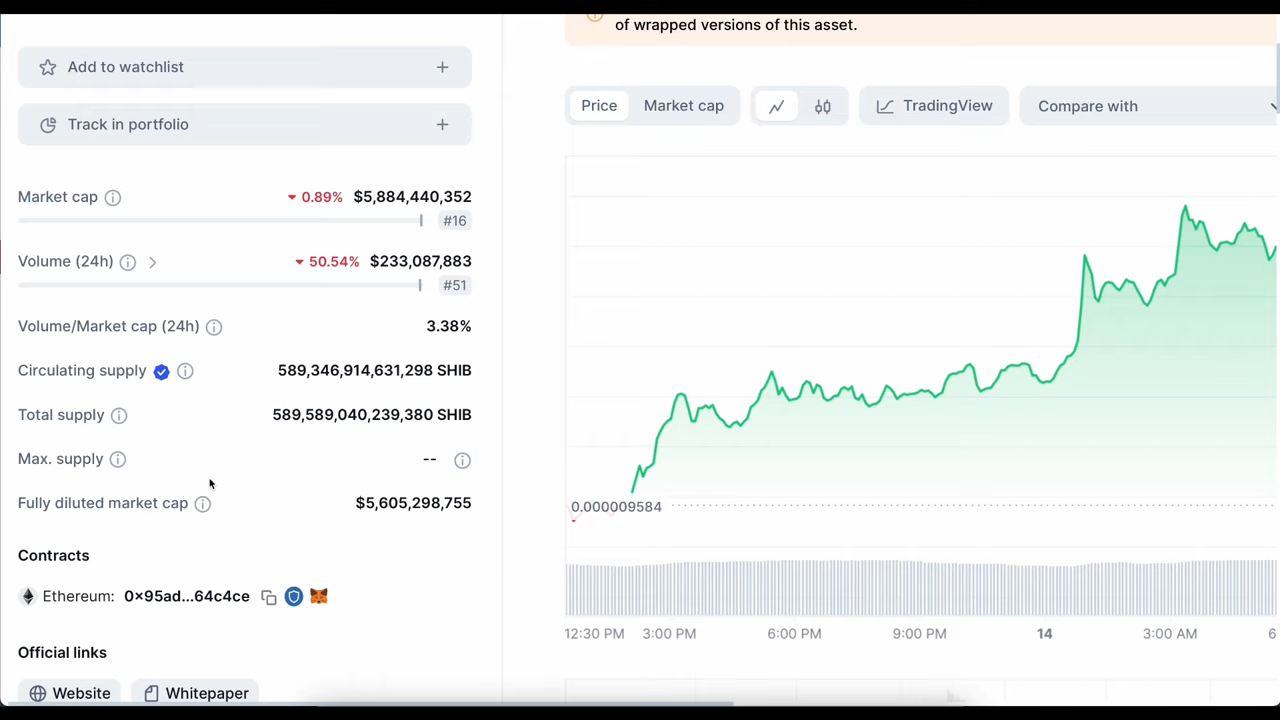 of wrapped versions of this asset.
Add to watchlist +
Track in portfolio +
Price Market cap TradingView Compare with
Market cap 0.89% $5,884,440,352
#16
Volume (24h) 50.54% $233,087,883
#51
Volume/Market cap (24h) 3.38%
Circulating supply 589,346,914,631,298 SHIB
Total supply 589,589,040,239,380 SHIB
Max. supply --
Fully diluted market cap $5,605,298,755
0.000009584
Contracts
Ethereum: 0×95ad...64c4ce
12:30 PM 3:00 PM 6:00 PM 9:00 PM 14 3:00 AM 6
Official links
Website Whitepaper